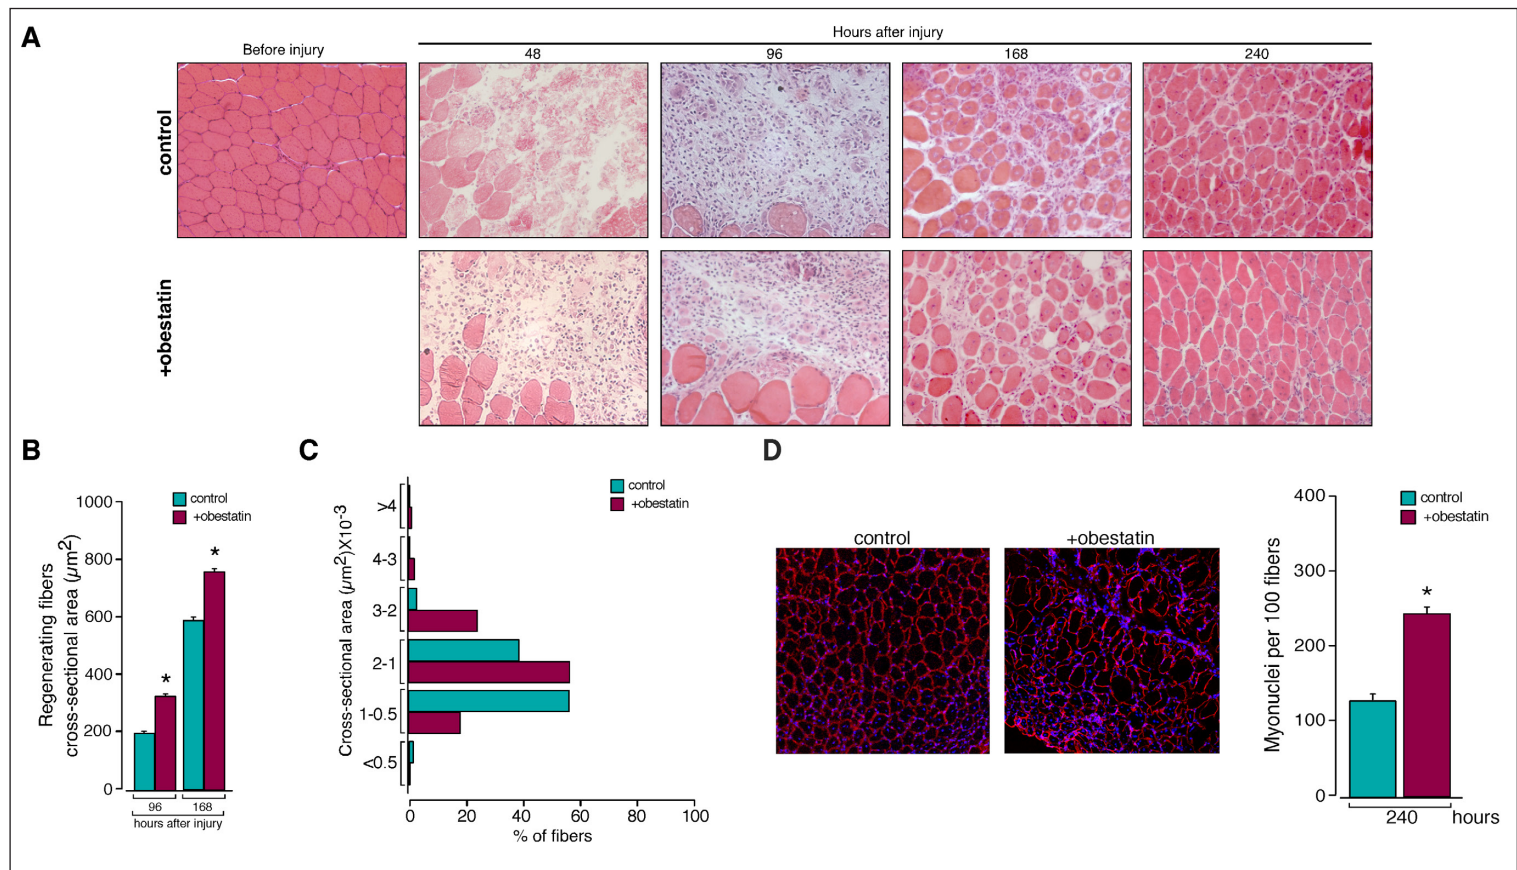 A
Before injury
Hours after injury
48
96
168
240
control
+obestatin
B
control
+obestatin
Regenerating fibers
cross-sectional area (µm2)
1000
800
600
400
200
0
*
*
96
168
hours after injury
C
control
+obestatin
Cross-sectional area (µm2)X10-3
>4
4-3
3-2
2-1
1-0.5
<0.5
0
20
40
60
80
100
% of fibers
D
control
+obestatin
control
+obestatin
Myonuclei per 100 fibers
400
300
200
100
0
*
240
hours